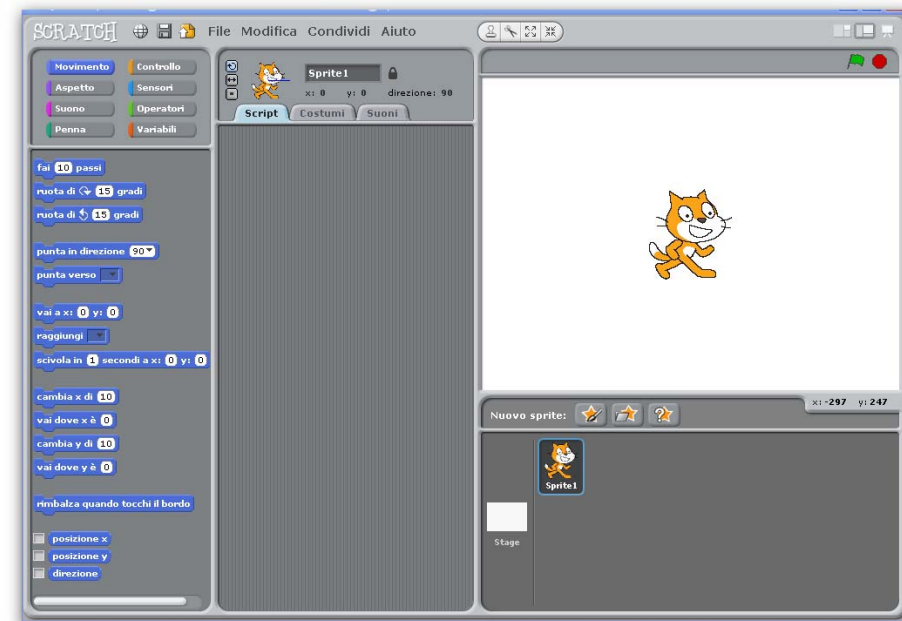 SCRATCH File Modifica Condividi Aiuto
Movimento Controllo
Aspetto Sensori
Suono Operatori
Penna Variabili
Sprite1
x: 0 y: 0 direzione: 90
Script Costumi Suoni
fai 10 passi
ruota di 15 gradi
ruota di 15 gradi
punta in direzione 90
punta verso
vai a x: 0 y: 0
raggiungi
scivola in 1 secondi a x: 0 y: 0
cambia x di 10
vai dove x è 0
cambia y di 10
vai dove y è 0
rimbalza quando tocchi il bordo
posizione x
posizione y
direzione
x: -297 y: 247
Nuovo sprite:
Sprite1
Stage